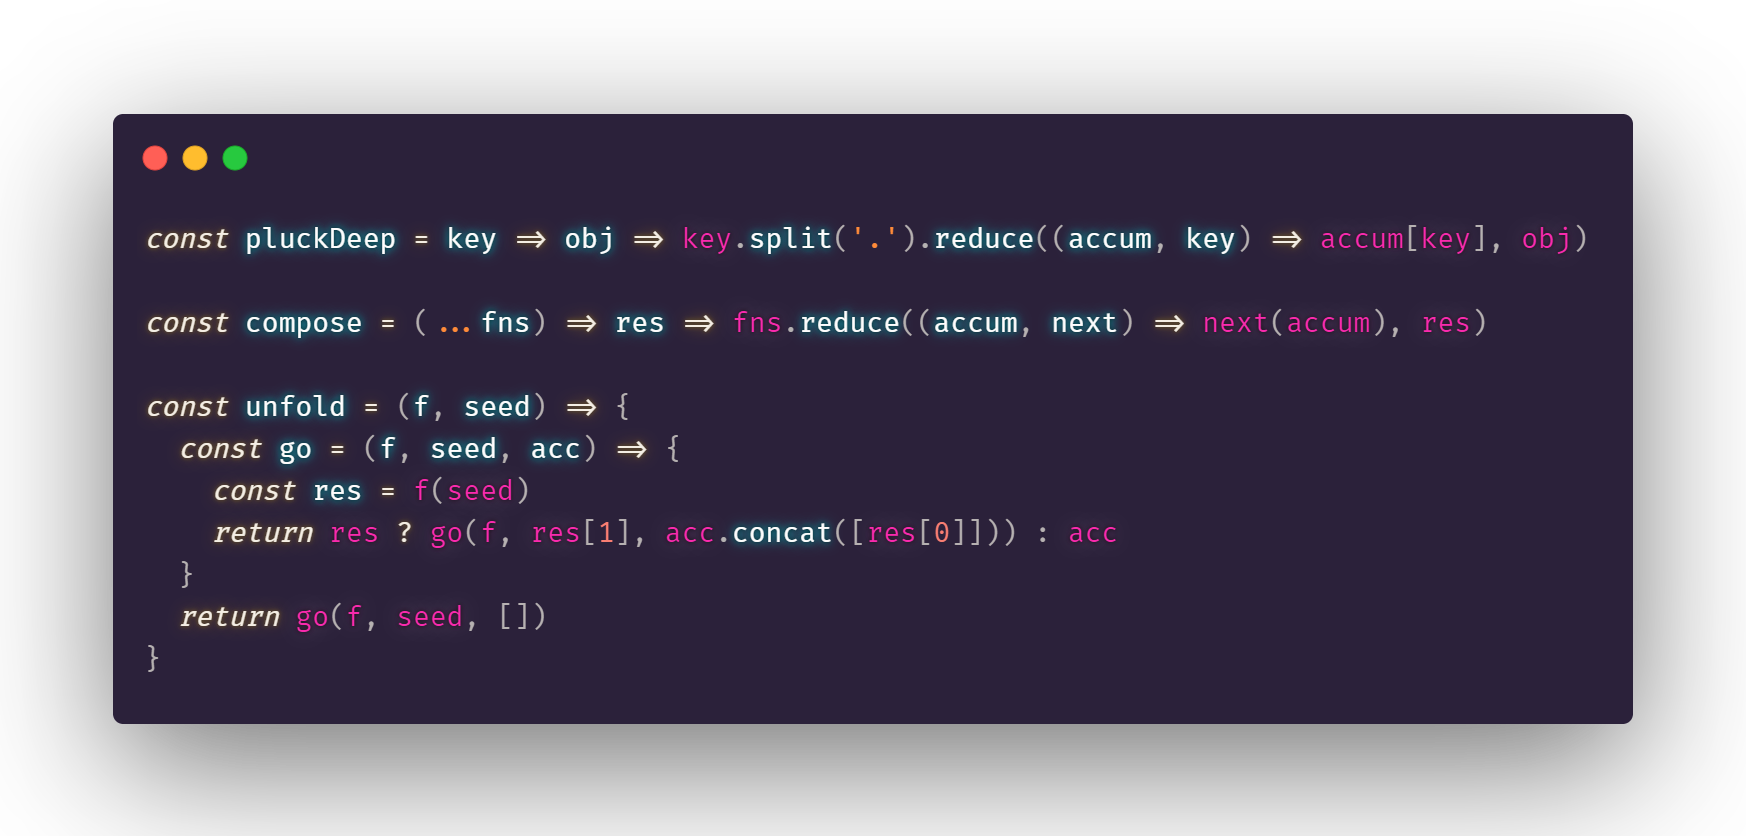 const pluckDeep = key => obj => key.split('.').reduce((accum, key) => accum[key], obj)
const compose = (...fns) => res => fns.reduce((accum, next) => next(accum), res)
const unfold = (f, seed) => {
  const go = (f, seed, acc) => {
    const res = f(seed)
    return res ? go(f, res[1], acc.concat([res[0]])) : acc
  }
  return go(f, seed, [])
}